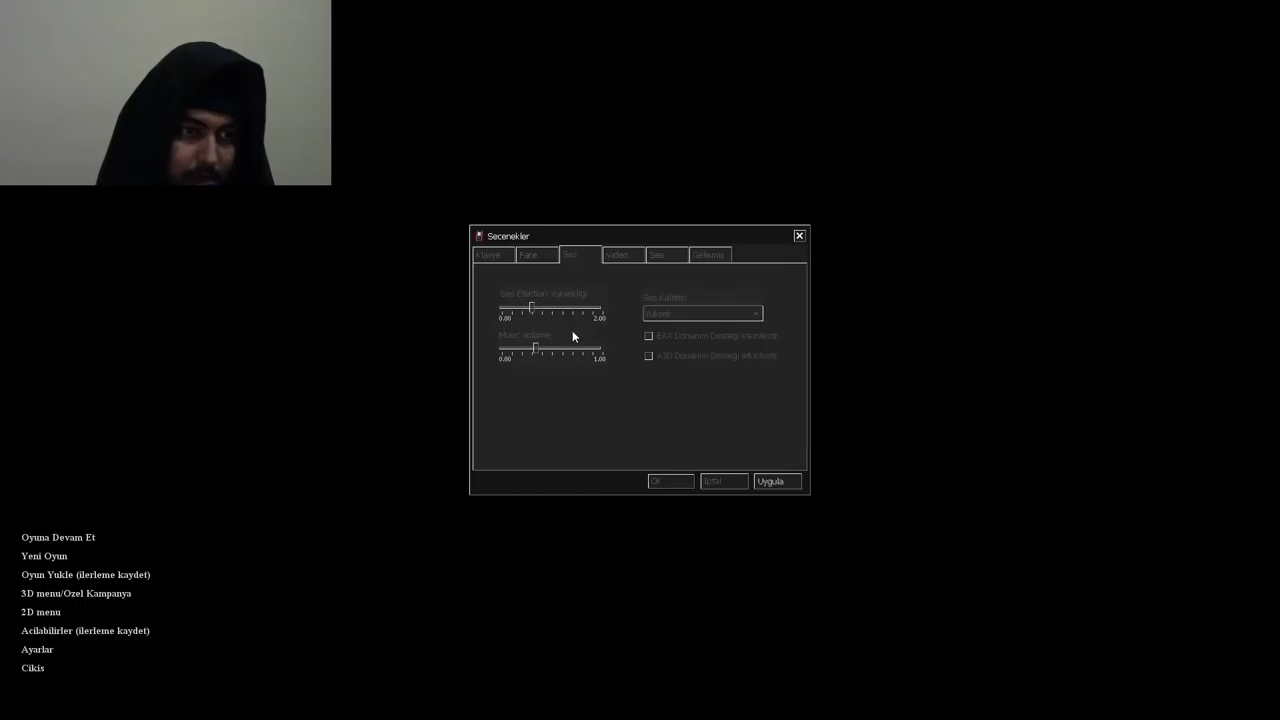 Secenekler
Klavye Fare Ses Video Ses Gelismis
Ses Efektleri Yuksekligi
0.00 2.00
Music volume
0.00 1.00
Ses Kalitesi
Yuksek
EAX Donanim Destegi etkinlestir
A3D Donanim Destegi etkinlestir
OK Iptal Uygula
Oyuna Devam Et
Yeni Oyun
Oyun Yukle (ilerleme kaydet)
3D menu/Ozel Kampanya
2D menu
Acilabilirler (ilerleme kaydet)
Ayarlar
Cikis